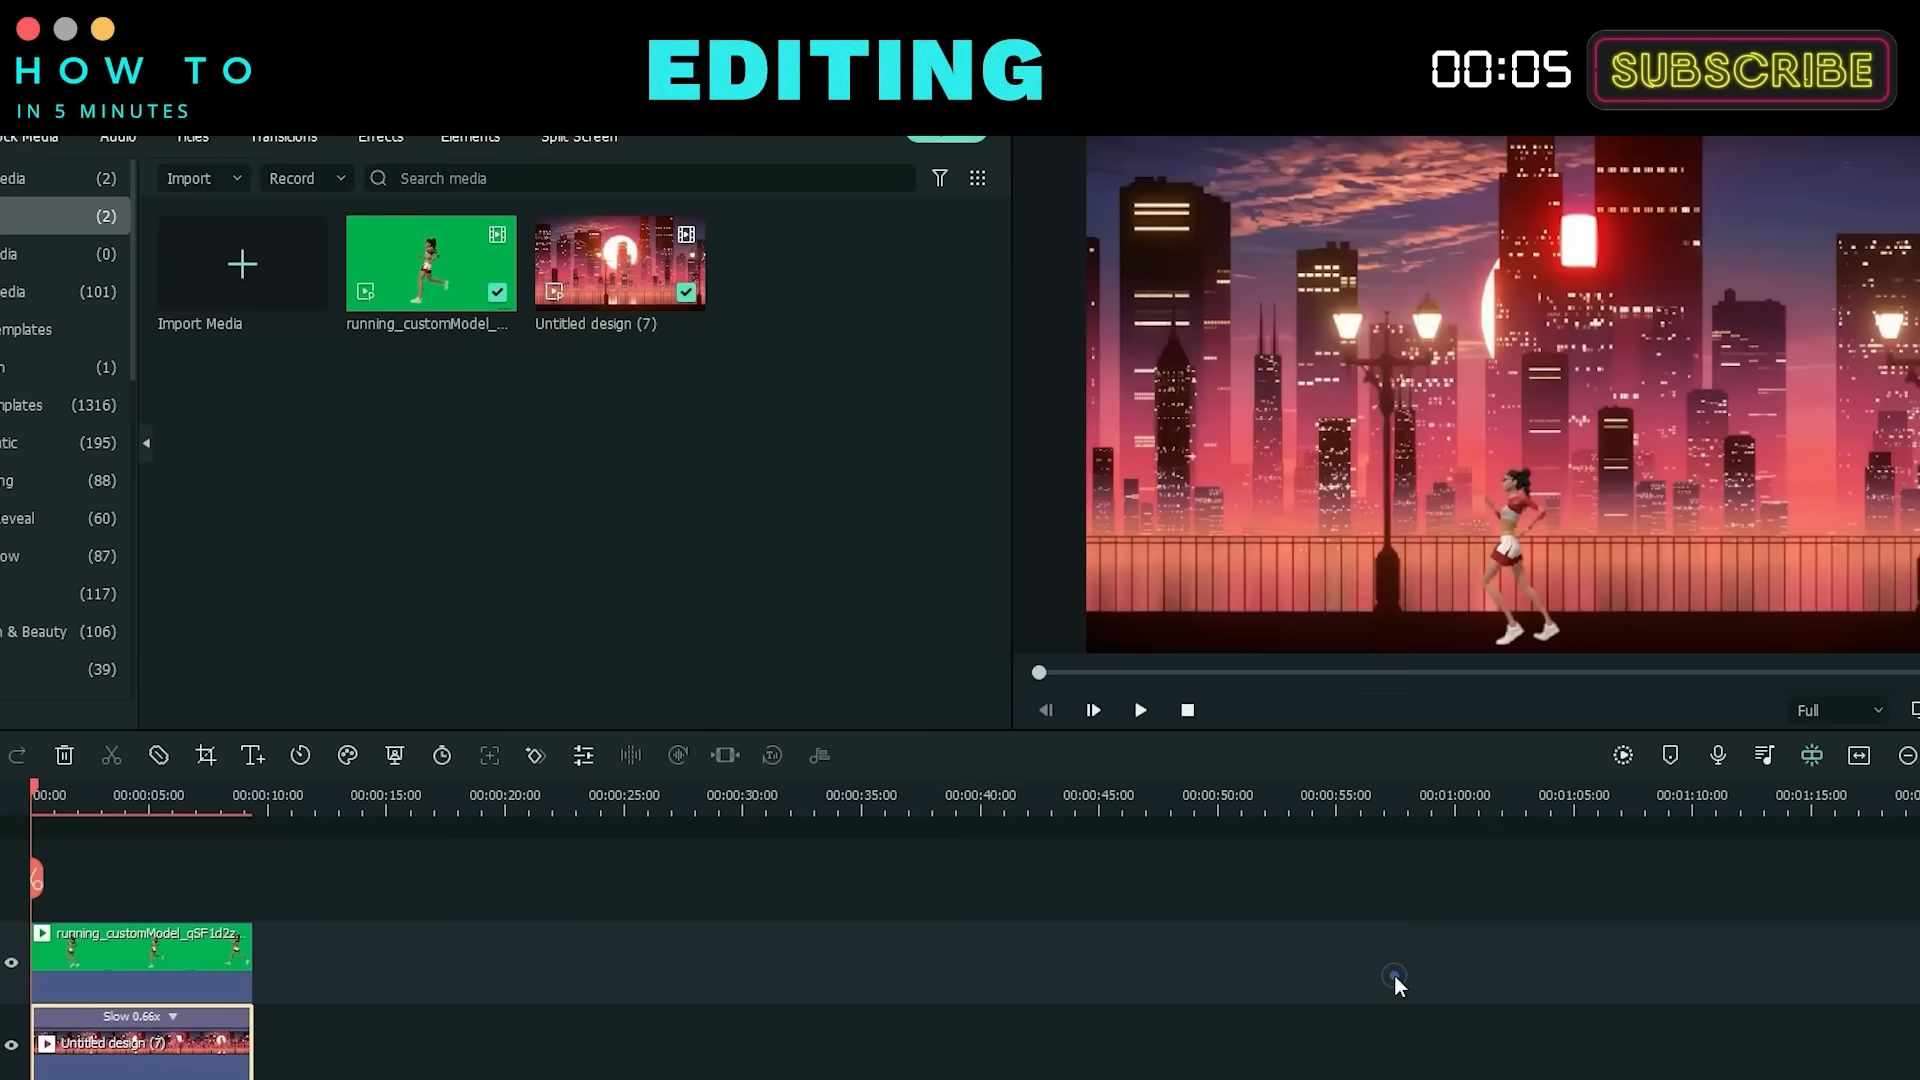 HOW TO
IN 5 MINUTES
EDITING
00:05
SUBSCRIBE
ock Media Audio Titles Transitions Effects Elements Split Screen
edia (2)
(2)
dia (0)
edia (101)
emplates
n (1)
nplates (1316)
tic (195)
ng (88)
eveal (60)
ow (87)
(117)
n & Beauty (106)
(39)
Import Record Search media
Import Media
running_customModel_...
Untitled design (7)
Full
00:00 00:00:05:00 00:00:10:00 00:00:15:00 00:00:20:00 00:00:25:00 00:00:30:00 00:00:35:00 00:00:40:00 00:00:45:00 00:00:50:00 00:00:55:00 00:01:00:00 00:01:05:00 00:01:10:00 00:01:15:00 00:0
running_customModel_qSF1d2z...
Slow 0.66x
Untitled design (7)